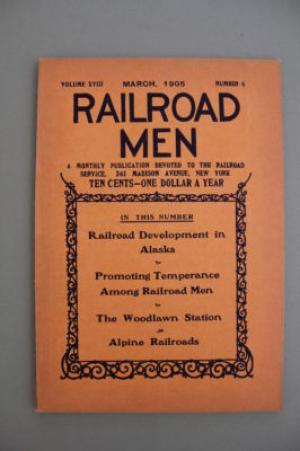 VOLUME XVIII MARCH, 1905 NUMBER 6
RAILROAD
MEN
A MONTHLY PUBLICATION DEVOTED TO THE RAILROAD
SERVICE, 361 MADISON AVENUE, NEW YORK
TEN CENTS—ONE DOLLAR A YEAR
IN THIS NUMBER
Railroad Development in
Alaska
Promoting Temperance
Among Railroad Men
The Woodlawn Station
Alpine Railroads